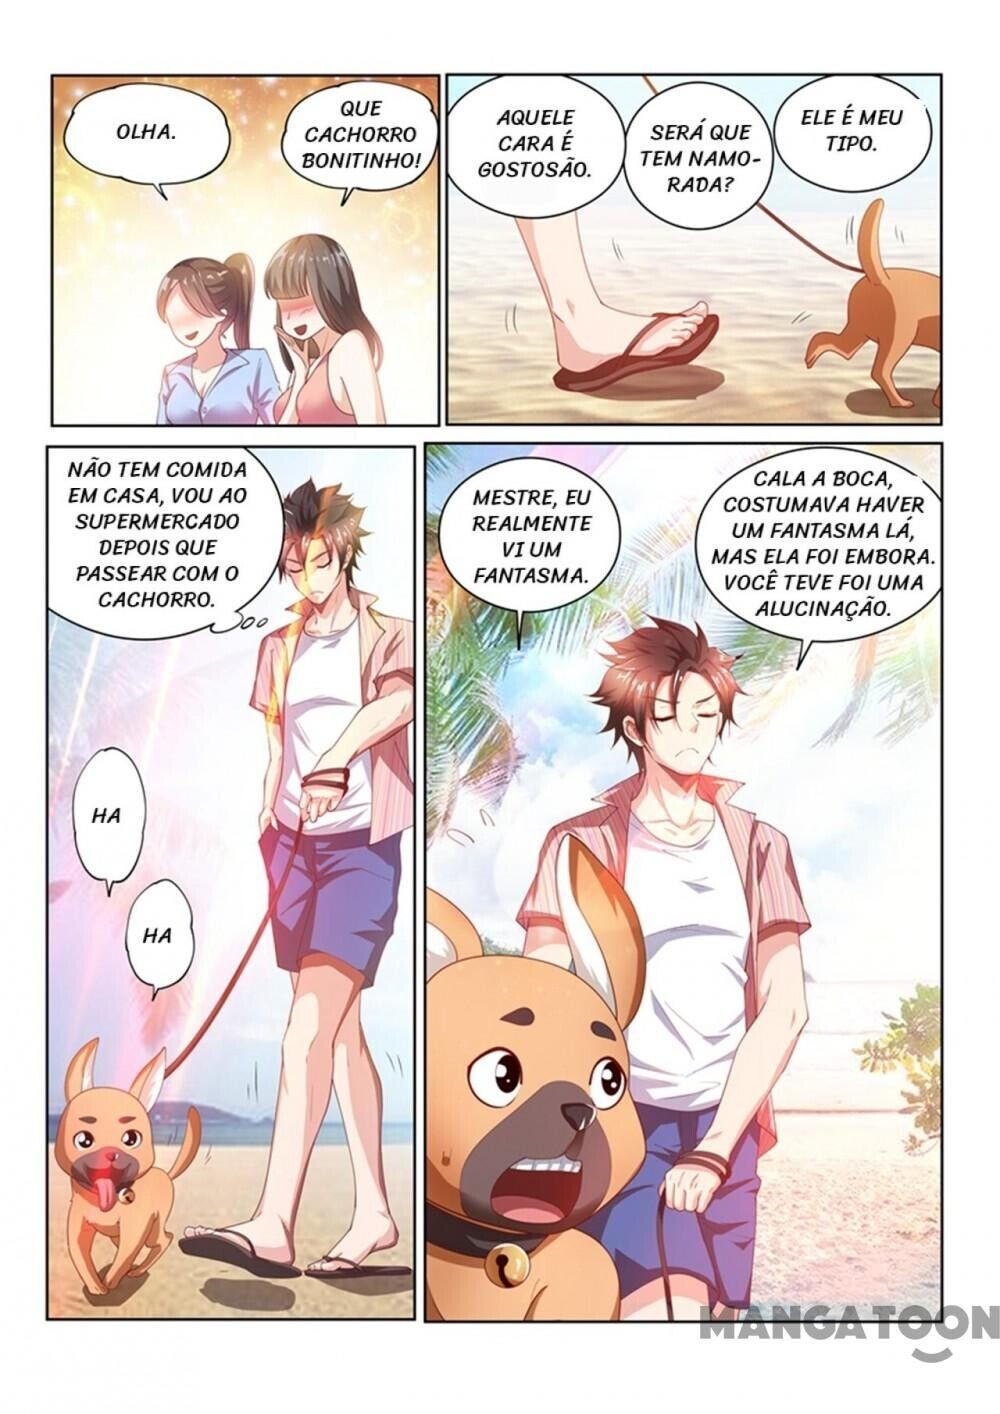 OLHA.
QUE
CACHORRO
BONITINHO!
AQUELE
CARA É
GOSTOSÃO.
SERÁ QUE
TEM NAMO-
RADA?
ELE É MEU
TIPO.
NÃO TEM COMIDA
EM CASA, VOU AO
SUPERMERCADO
DEPOIS QUE
PASSEAR COM O
CACHORRO.
HA
HA
MESTRE, EU
REALMENTE
VI UM
FANTASMA.
CALA A BOCA,
COSTUMAVA HAVER
UM FANTASMA LÁ,
MAS ELA FOI EMBORA.
VOCÊ TEVE FOI UMA
ALUCINAÇÃO.
MANGATOON